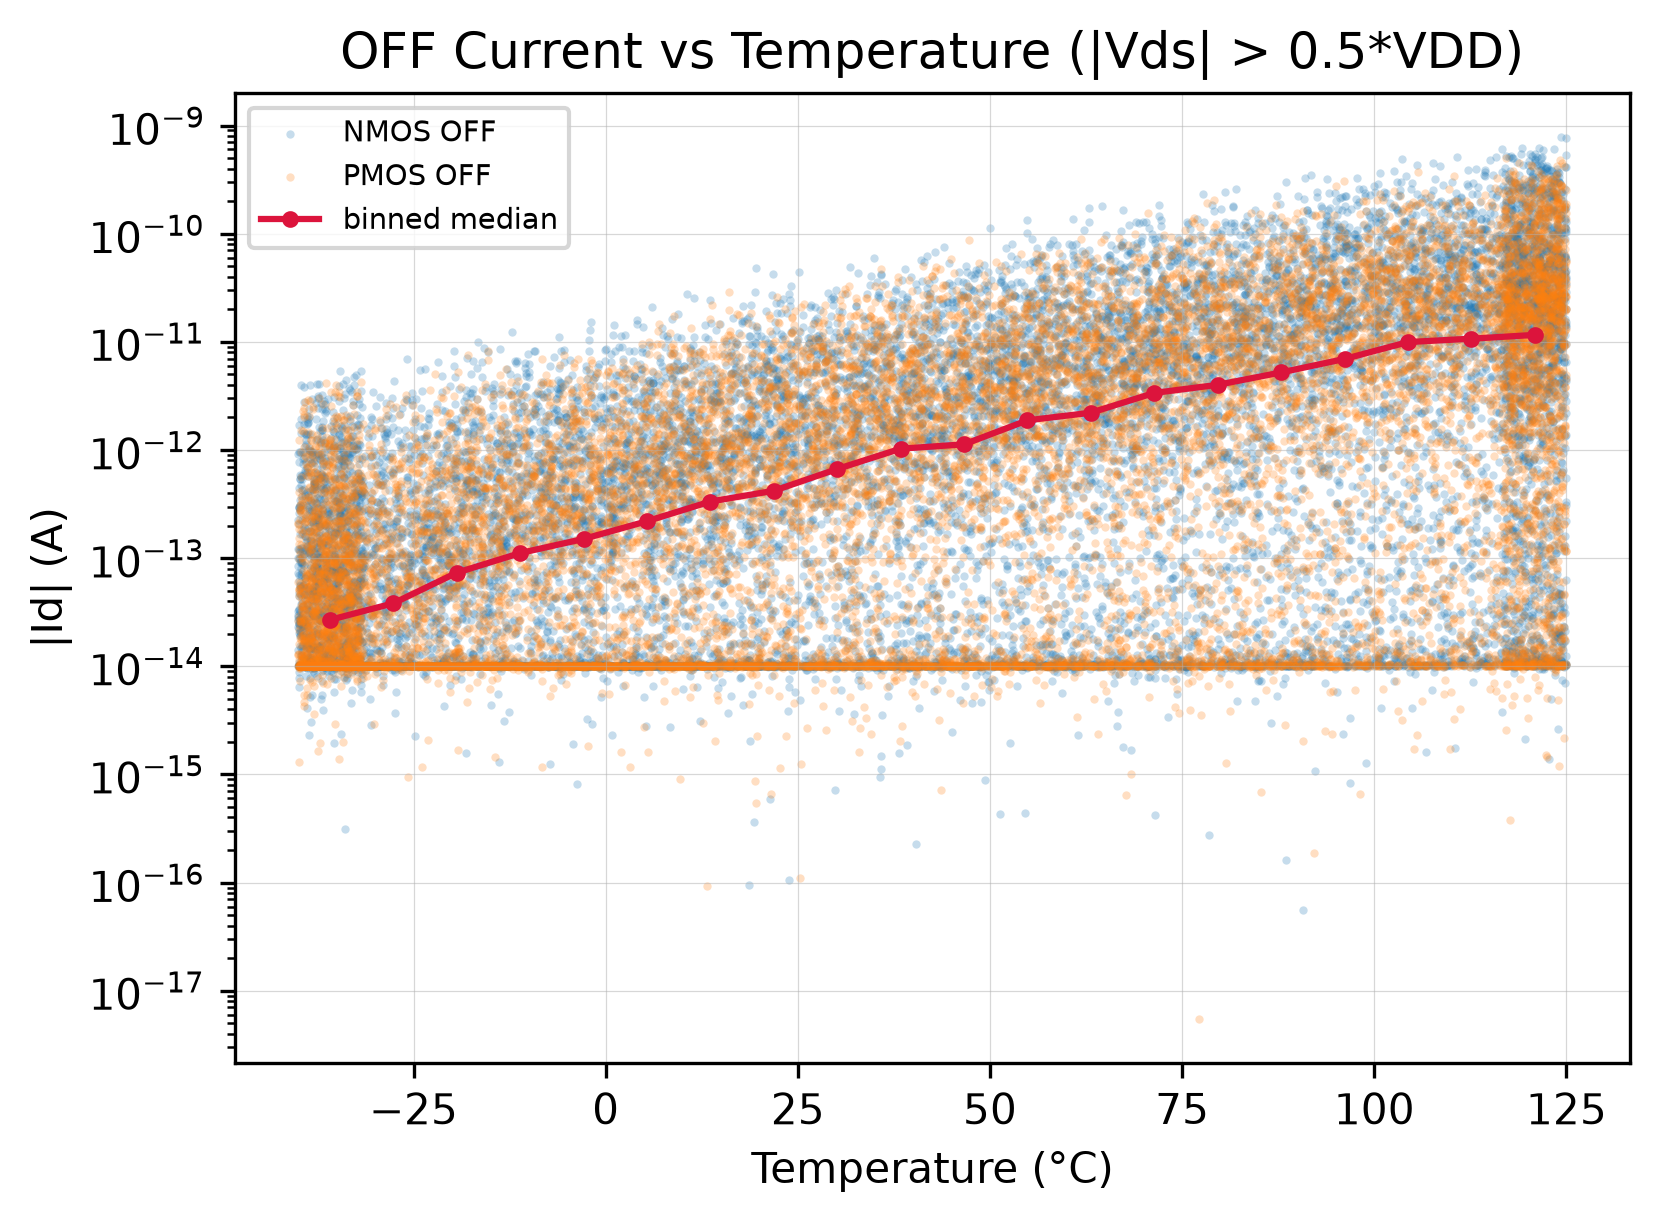 OFF Current vs Temperature (|Vds| > 0.5*VDD)
NMOS OFF
PMOS OFF
binned median
|Id| (A)
10⁻⁹
10⁻¹⁰
10⁻¹¹
10⁻¹²
10⁻¹³
10⁻¹⁴
10⁻¹⁵
10⁻¹⁶
10⁻¹⁷
−25 0 25 50 75 100 125
Temperature (°C)